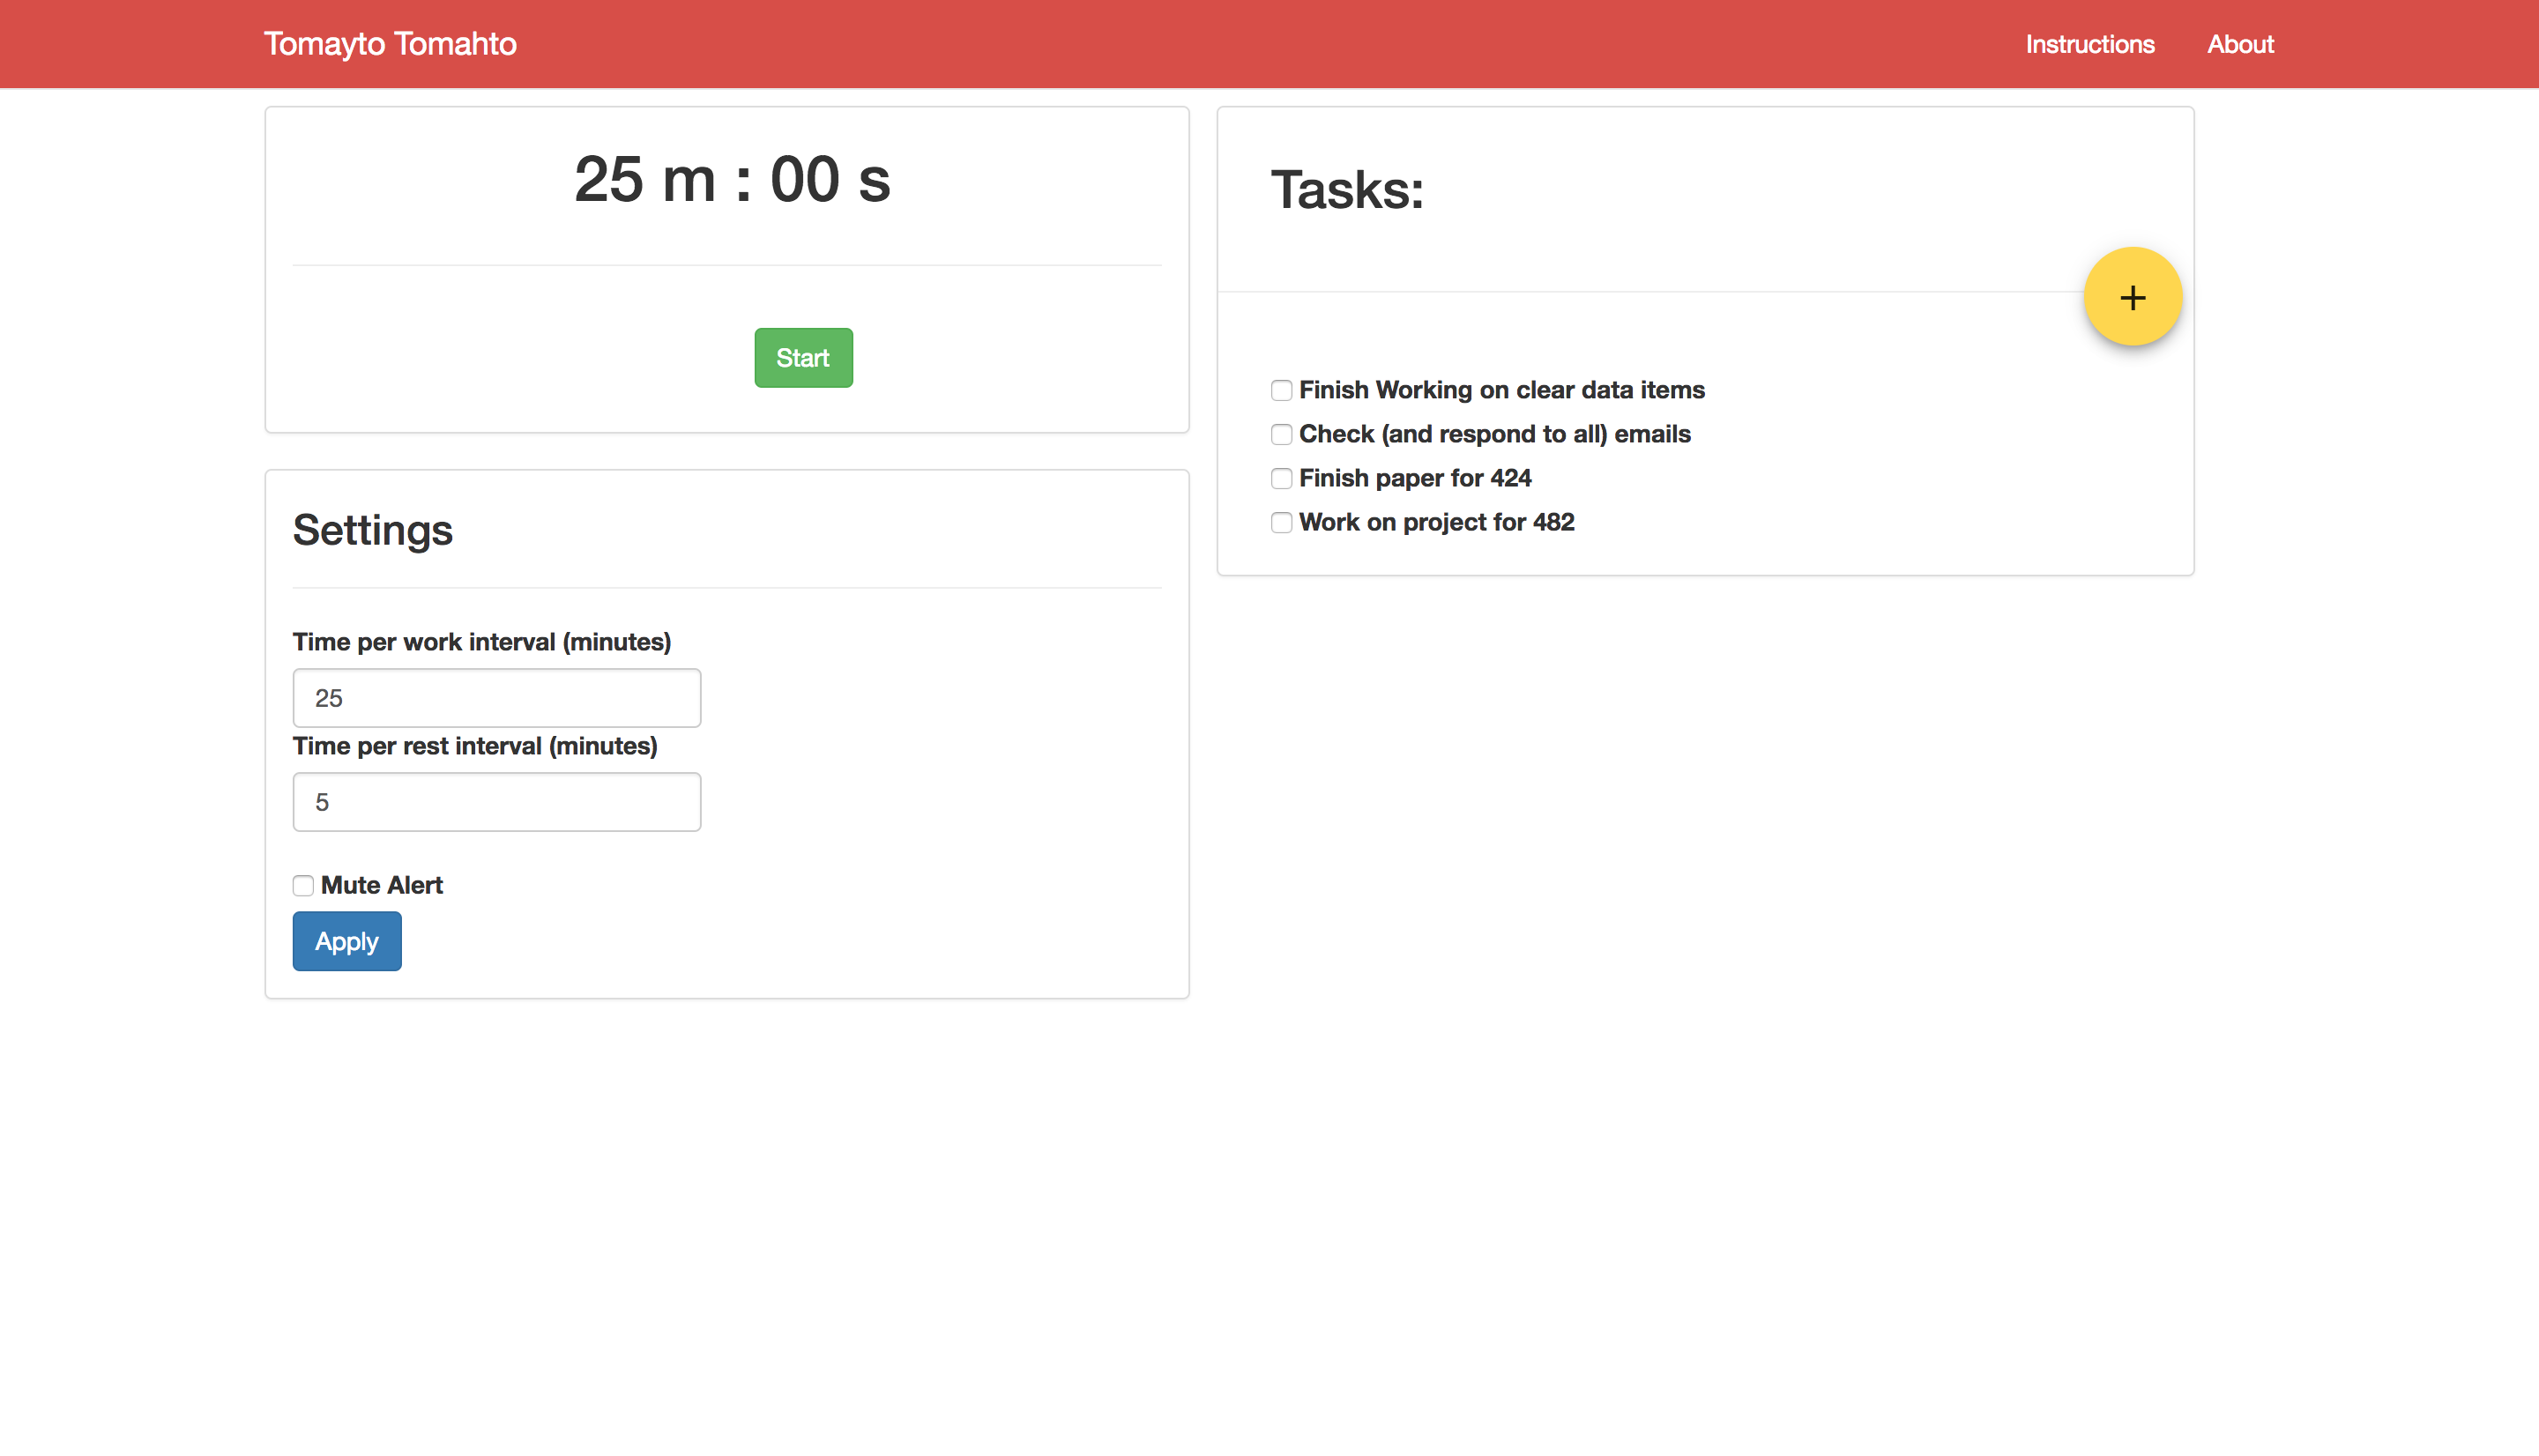 Tomayto Tomahto
Instructions
About
25 m : 00 s
Start
Settings
Time per work interval (minutes)
25
Time per rest interval (minutes)
5
Mute Alert
Apply
Tasks:
+
Finish Working on clear data items
Check (and respond to all) emails
Finish paper for 424
Work on project for 482